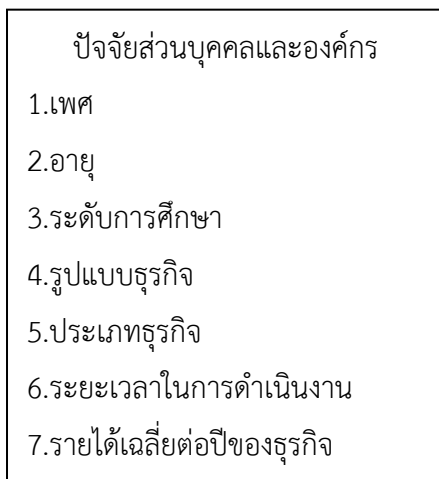 ปัจจัยส่วนบุคคลและองค์กร
1.เพศ
2.อายุ
3.ระดับการศึกษา
4.รูปแบบธุรกิจ
5.ประเภทธุรกิจ
6.ระยะเวลาในการดำเนินงาน
7.รายได้เฉลี่ยต่อปีของธุรกิจ